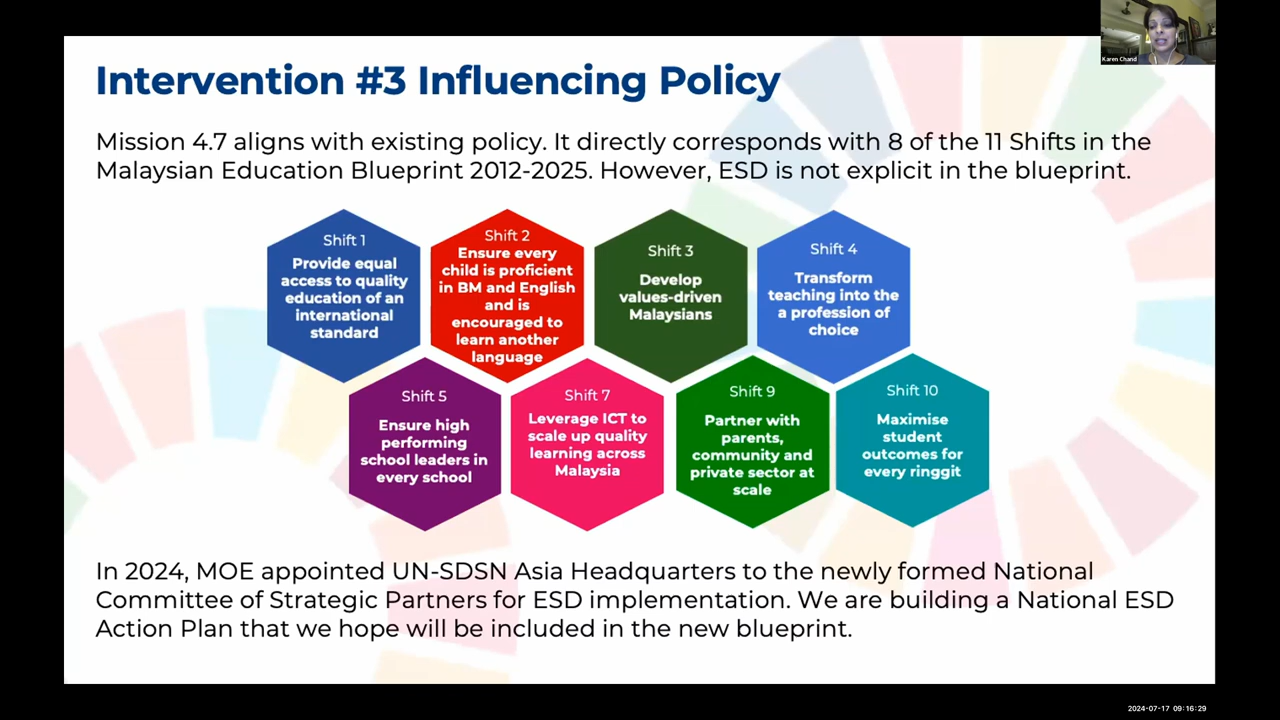 Karen Chand
Intervention #3 Influencing Policy
Mission 4.7 aligns with existing policy. It directly corresponds with 8 of the 11 Shifts in the
Malaysian Education Blueprint 2012-2025. However, ESD is not explicit in the blueprint.
Shift 1
Provide equal
access to quality
education of an
international
standard
Shift 2
Ensure every
child is proficient
in BM and English
and is
encouraged to
learn another
language
Shift 3
Develop
values-driven
Malaysians
Shift 4
Transform
teaching into the
a profession of
choice
Shift 5
Ensure high
performing
school leaders in
every school
Shift 7
Leverage ICT to
scale up quality
learning across
Malaysia
Shift 9
Partner with
parents,
community and
private sector at
scale
Shift 10
Maximise
student
outcomes for
every ringgit
In 2024, MOE appointed UN-SDSN Asia Headquarters to the newly formed National
Committee of Strategic Partners for ESD implementation. We are building a National ESD
Action Plan that we hope will be included in the new blueprint.
2024-07-17 09:16:29